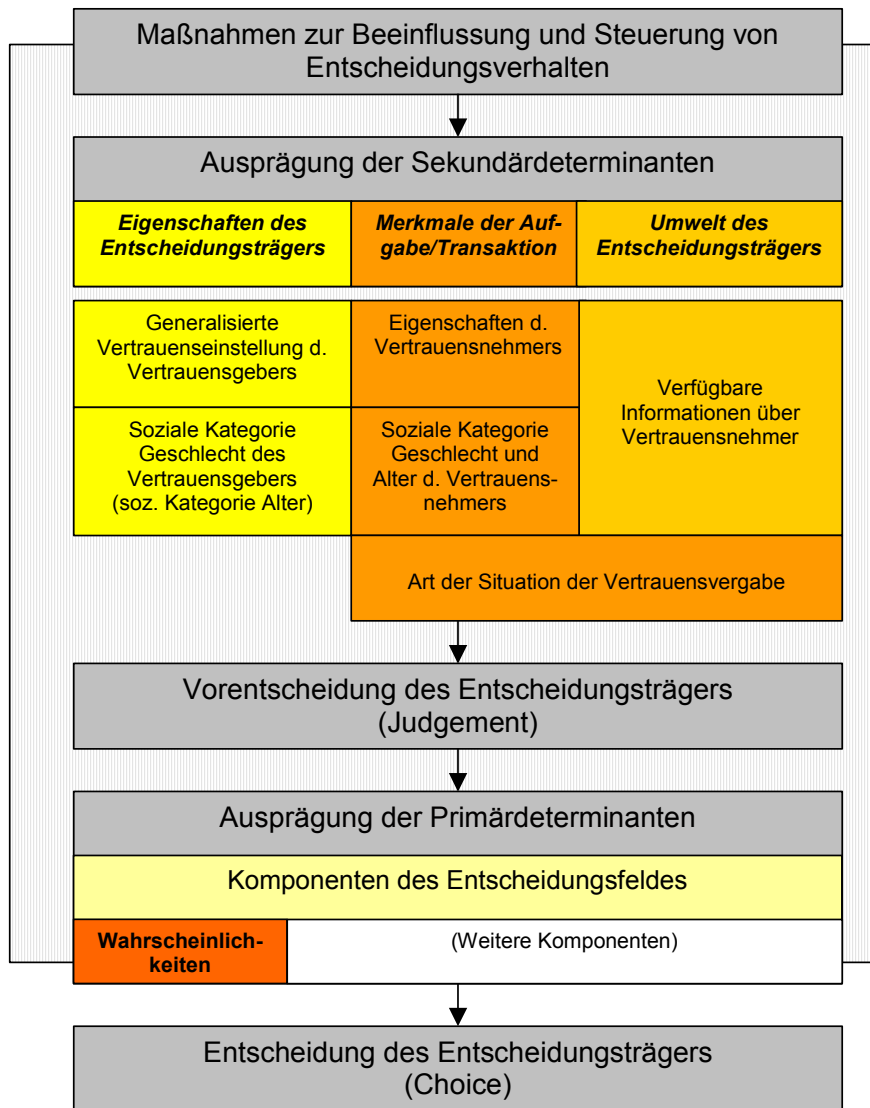 Maßnahmen zur Beeinflussung und Steuerung von
Entscheidungsverhalten
Ausprägung der Sekundärdeterminanten
Eigenschaften des
Entscheidungsträgers
Merkmale der Auf-
gabe/Transaktion
Umwelt des
Entscheidungsträgers
Generalisierte
Vertrauenseinstellung d.
Vertrauensgebers
Eigenschaften d.
Vertrauensnehmers
Verfügbare
Informationen über
Vertrauensnehmer
Soziale Kategorie
Geschlecht des
Vertrauensgebers
(soz. Kategorie Alter)
Soziale Kategorie
Geschlecht und
Alter d. Vertrauens-
nehmers
Art der Situation der Vertrauensvergabe
Vorentscheidung des Entscheidungsträgers
(Judgement)
Ausprägung der Primärdeterminanten
Komponenten des Entscheidungsfeldes
Wahrscheinlich-
keiten
(Weitere Komponenten)
Entscheidung des Entscheidungsträgers
(Choice)